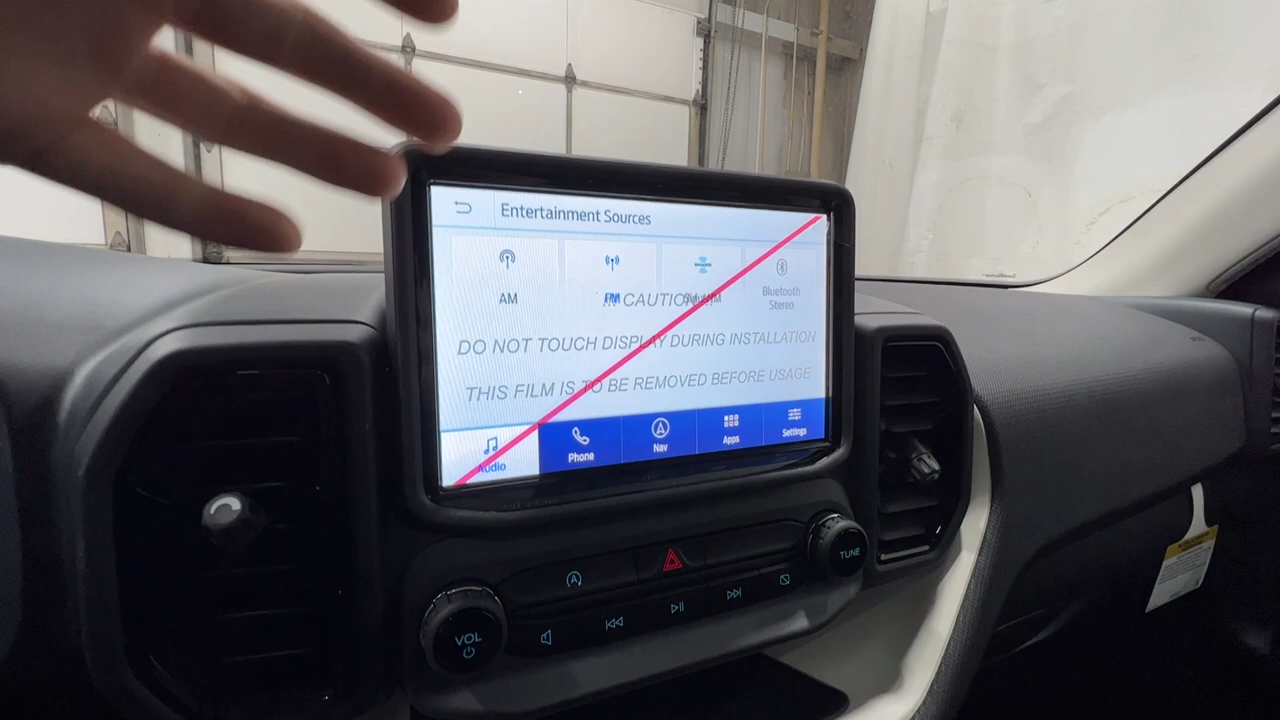 Entertainment Sources
AM
FM
SiriusXM
Bluetooth
Stereo
CAUTION
DO NOT TOUCH DISPLAY DURING INSTALLATION
THIS FILM IS TO BE REMOVED BEFORE USAGE
Audio
Phone
Nav
Apps
Settings
TUNE
VOL